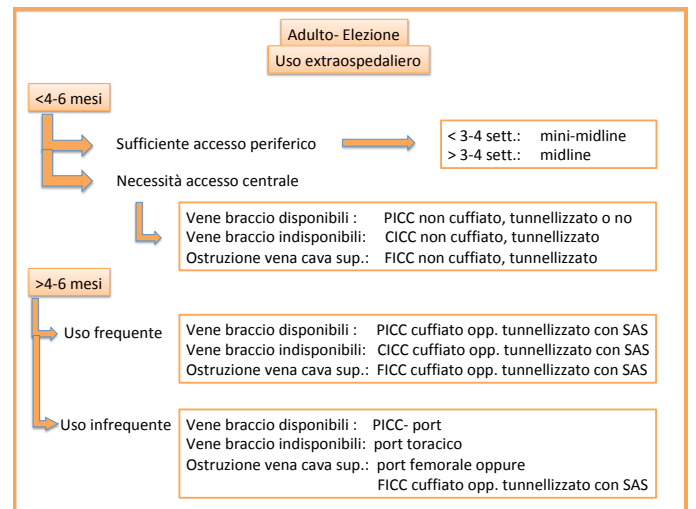 Adulto- Elezione
Uso extraospedaliero
<4-6 mesi
Sufficiente accesso periferico
< 3-4 sett.: mini-midline
> 3-4 sett.: midline
Necessità accesso centrale
Vene braccio disponibili : PICC non cuffiato, tunnellizzato o no
Vene braccio indisponibili: CICC non cuffiato, tunnellizzato
Ostruzione vena cava sup.: FICC non cuffiato, tunnellizzato
>4-6 mesi
Uso frequente
Vene braccio disponibili : PICC cuffiato opp. tunnellizzato con SAS
Vene braccio indisponibili: CICC cuffiato opp. tunnellizzato con SAS
Ostruzione vena cava sup.: FICC cuffiato opp. tunnellizzato con SAS
Uso infrequente
Vene braccio disponibili : PICC- port
Vene braccio indisponibili: port toracico
Ostruzione vena cava sup.: port femorale oppure
FICC cuffiato opp. tunnellizzato con SAS